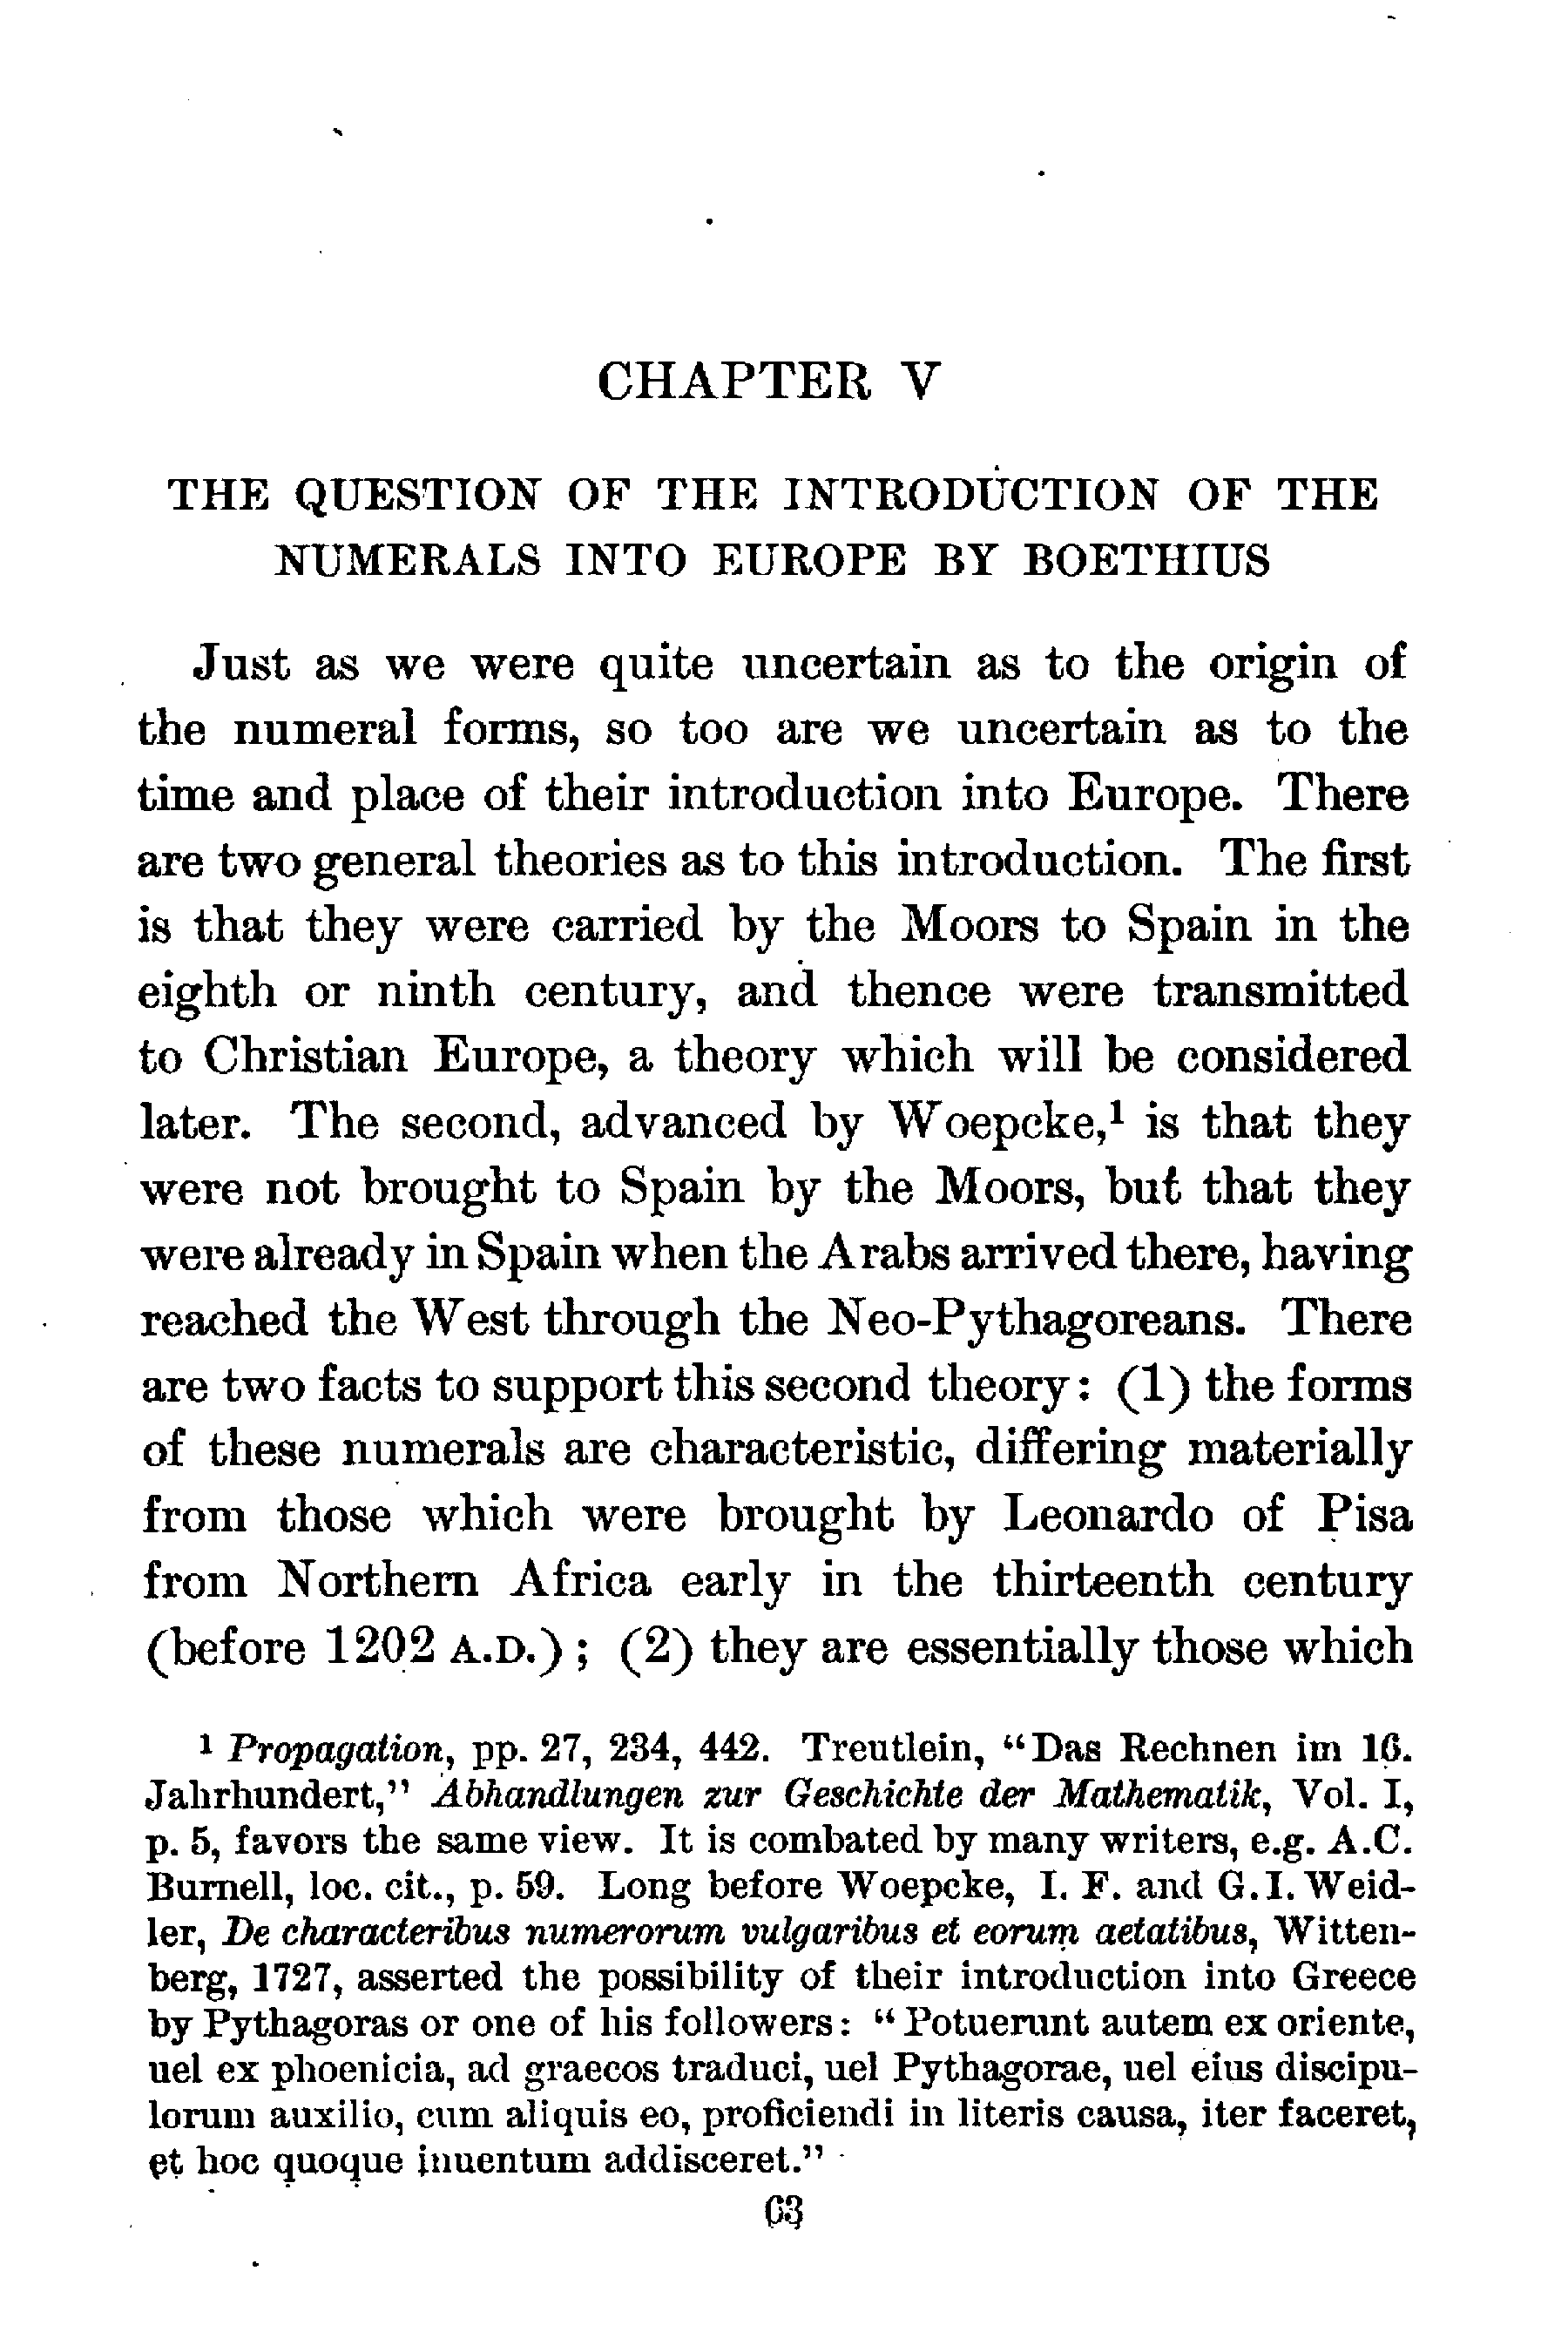 CHAPTER V
THE QUESTION OF THE INTRODUCTION OF THE
NUMERALS INTO EUROPE BY BOETHIUS
Just as we were quite uncertain as to the origin of
the numeral forms, so too are we uncertain as to the
time and place of their introduction into Europe. There
are two general theories as to this introduction. The first
is that they were carried by the Moors to Spain in the
eighth or ninth century, and thence were transmitted
to Christian Europe, a theory which will be considered
later. The second, advanced by Woepcke,¹ is that they
were not brought to Spain by the Moors, but that they
were already in Spain when the Arabs arrived there, having
reached the West through the Neo-Pythagoreans. There
are two facts to support this second theory: (1) the forms
of these numerals are characteristic, differing materially
from those which were brought by Leonardo of Pisa
from Northern Africa early in the thirteenth century
(before 1202 A.D.); (2) they are essentially those which
¹ Propagation, pp. 27, 234, 442. Treutlein, "Das Rechnen im 16.
Jahrhundert," Abhandlungen zur Geschichte der Mathematik, Vol. I,
p. 5, favors the same view. It is combated by many writers, e.g. A.C.
Burnell, loc. cit., p. 59. Long before Woepcke, I. F. and G.I. Weid-
ler, De characteribus numerorum vulgaribus et eorum aetatibus, Witten-
berg, 1727, asserted the possibility of their introduction into Greece
by Pythagoras or one of his followers: "Potuerunt autem ex oriente,
uel ex phoenicia, ad graecos traduci, uel Pythagorae, uel eius discipu-
lorum auxilio, cum aliquis eo, proficiendi in literis causa, iter faceret,
et hoc quoque inuentum addisceret."
63